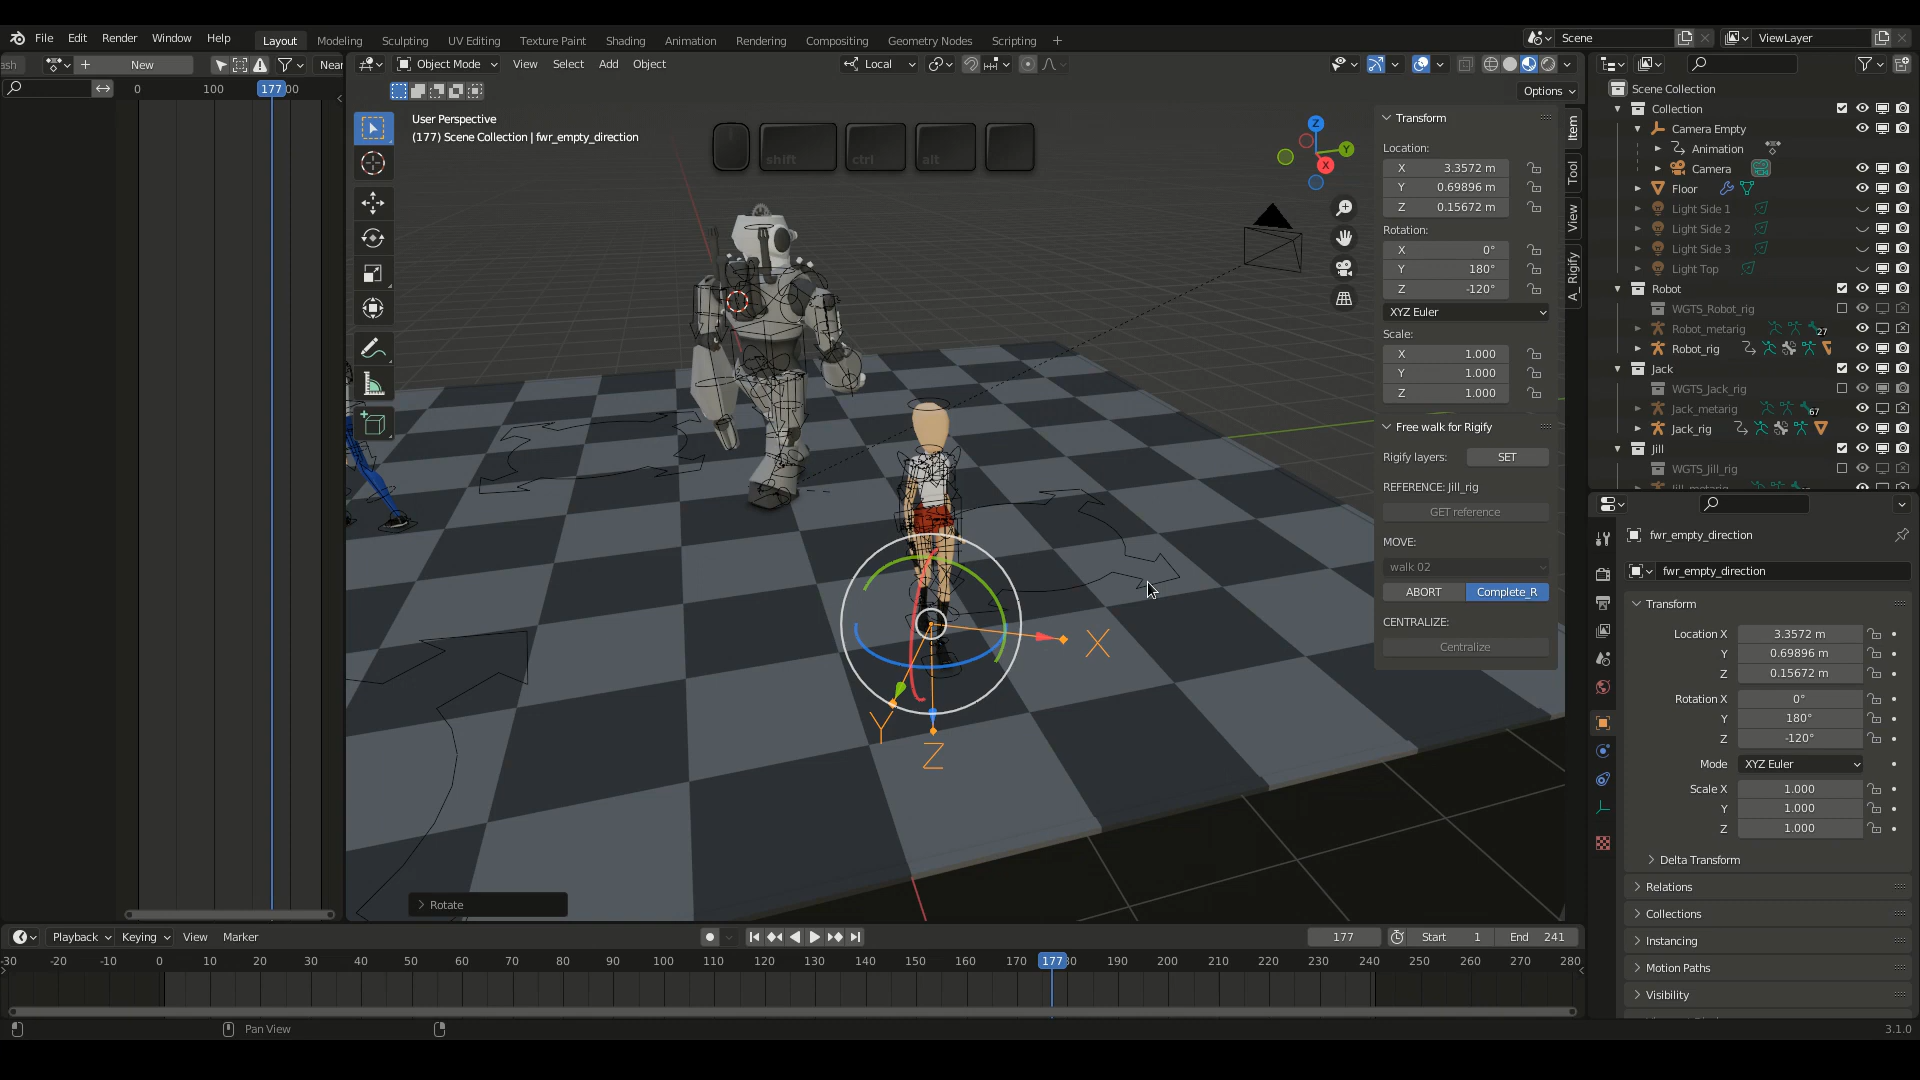 File Edit Render Window Help
Layout Modeling Sculpting UV Editing Texture Paint Shading Animation Rendering Compositing Geometry Nodes Scripting +
Scene
ViewLayer
New
Object Mode View Select Add Object
Local
0 100 177
Options
User Perspective
(177) Scene Collection | fwr_empty_direction
shift ctrl alt
Z Y X
Item
Tool
View
A_Rigify
Transform
Location:
X 3.3572 m
Y 0.69896 m
Z 0.15672 m
Rotation:
X 0°
Y 180°
Z -120°
XYZ Euler
Scale:
X 1.000
Y 1.000
Z 1.000
Free walk for Rigify
Rigify layers: SET
REFERENCE: Jill_rig
GET reference
MOVE:
walk 02
ABORT Complete_R
CENTRALIZE:
Centralize
X
Y
Z
Rotate
Scene Collection
Collection
Camera Empty
Animation
Camera
Floor
Light Side 1
Light Side 2
Light Side 3
Light Top
Robot
WGTS_Robot_rig
Robot_metarig 27
Robot_rig
Jack
WGTS_Jack_rig
Jack_metarig 67
Jack_rig
Jill
WGTS_Jill_rig
fwr_empty_direction
fwr_empty_direction
Transform
Location X 3.3572 m
Y 0.69896 m
Z 0.15672 m
Rotation X 0°
Y 180°
Z -120°
Mode XYZ Euler
Scale X 1.000
Y 1.000
Z 1.000
Delta Transform
Relations
Collections
Instancing
Motion Paths
Visibility
Playback Keying View Marker
177 Start 1 End 241
-30 -20 -10 0 10 20 30 40 50 60 70 80 90 100 110 120 130 140 150 160 170 177 190 200 210 220 230 240 250 260 270 280
Pan View
3.1.0